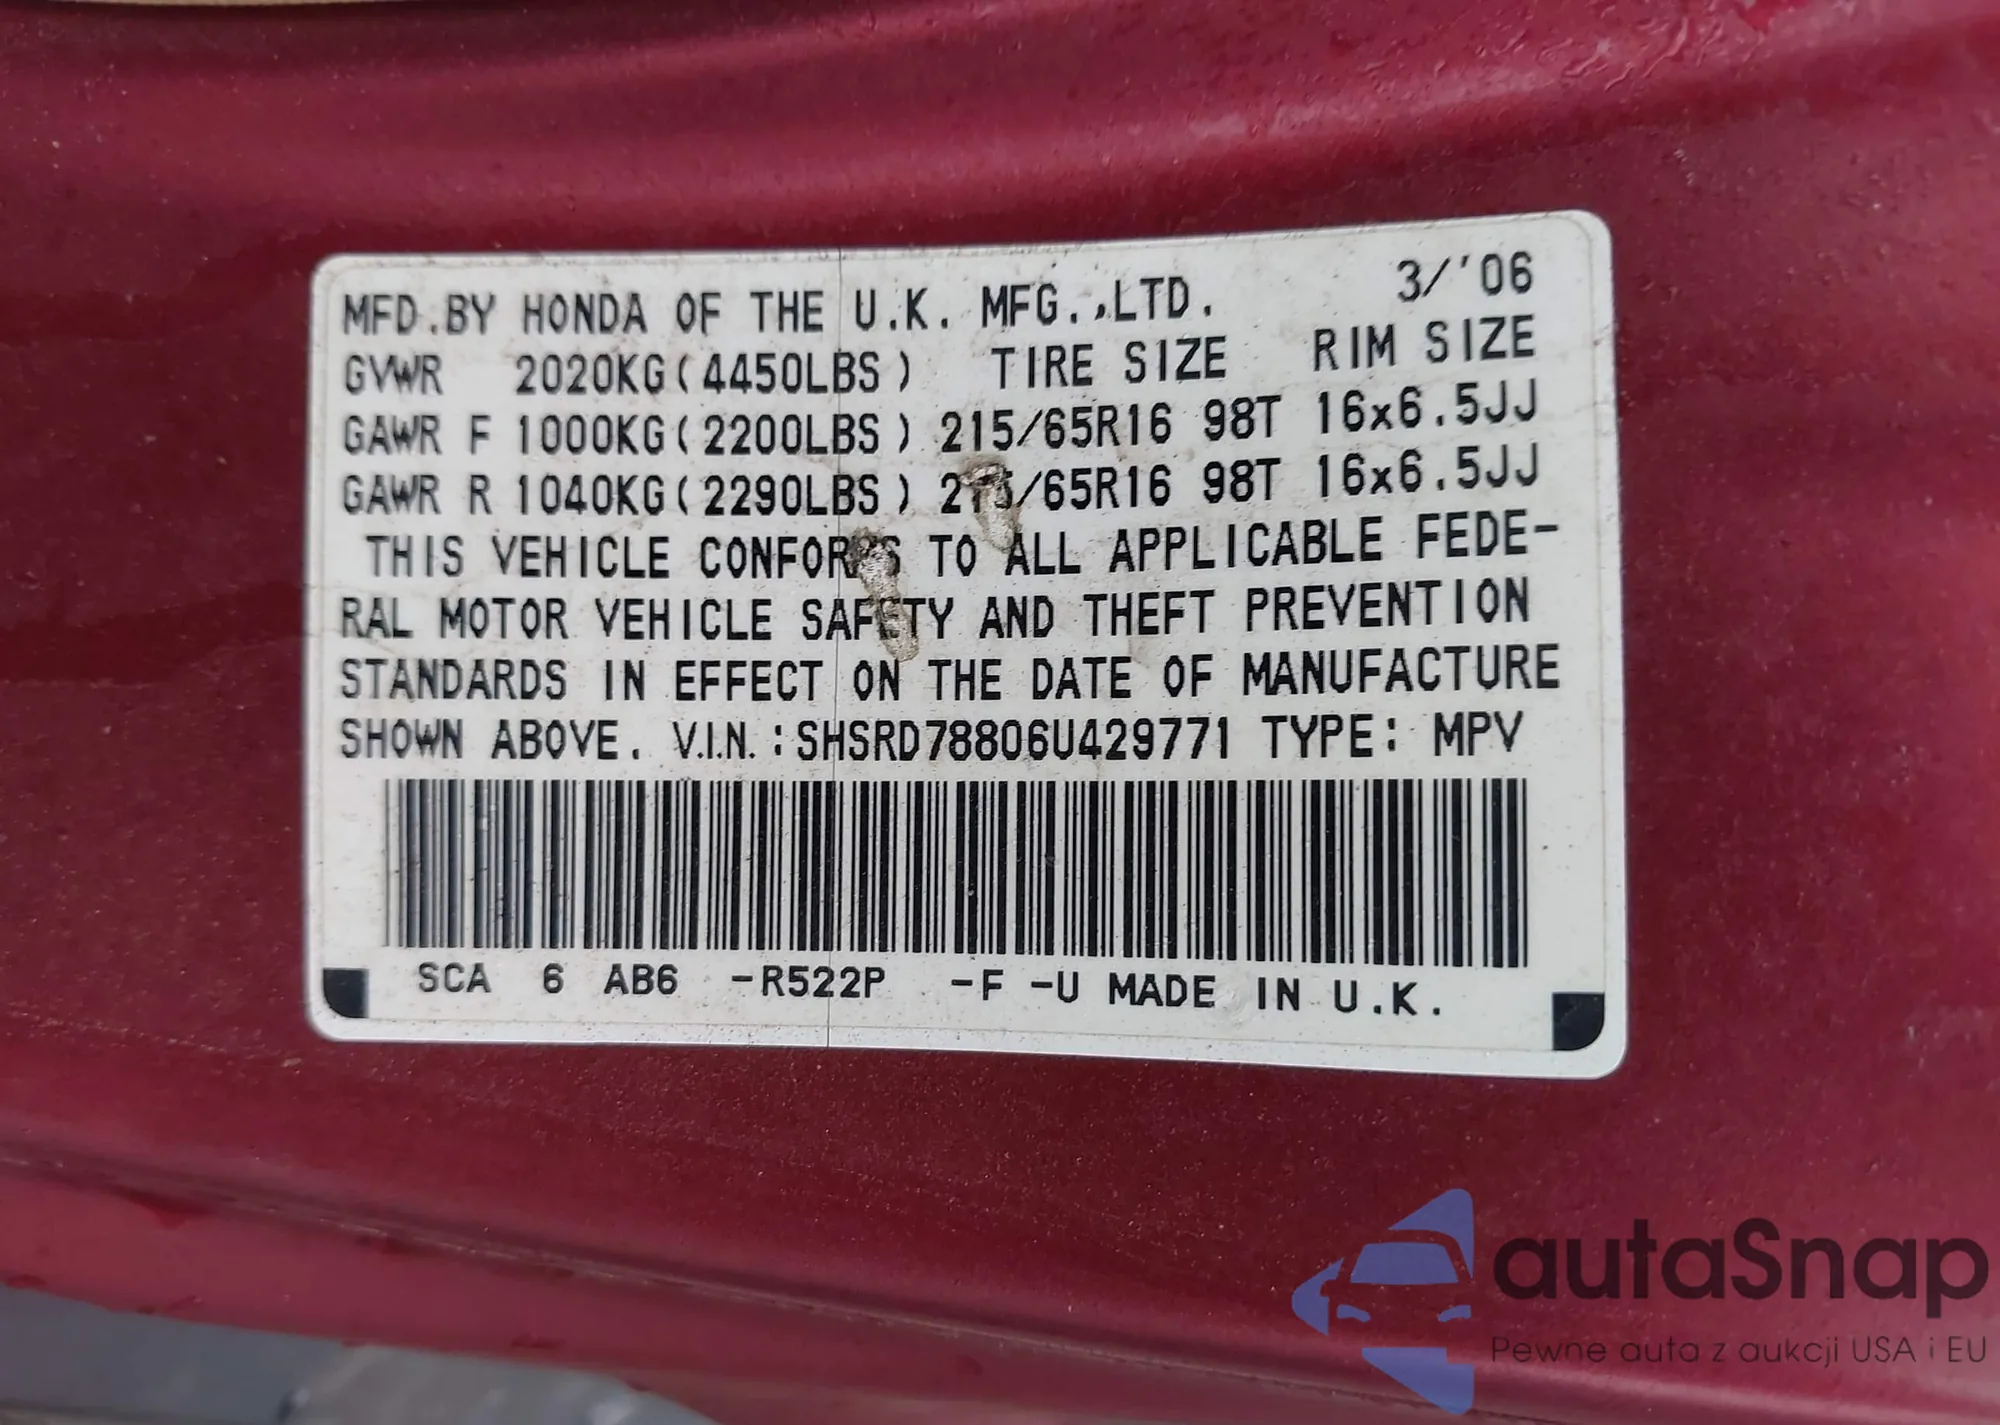 3/'06
MFD.BY HONDA OF THE U.K. MFG.,LTD.
GVWR 2020KG(4450LBS) TIRE SIZE RIM SIZE
GAWR F 1000KG(2200LBS) 215/65R16 98T 16x6.5JJ
GAWR R 1040KG(2290LBS) 215/65R16 98T 16x6.5JJ
THIS VEHICLE CONFORMS TO ALL APPLICABLE FEDE-
RAL MOTOR VEHICLE SAFETY AND THEFT PREVENTION
STANDARDS IN EFFECT ON THE DATE OF MANUFACTURE
SHOWN ABOVE. V.I.N.:SHSRD78806U429771 TYPE: MPV
SCA 6 AB6 -R522P -F -U MADE IN U.K.
autaSnap
Pewne auta z aukcji USA i EU